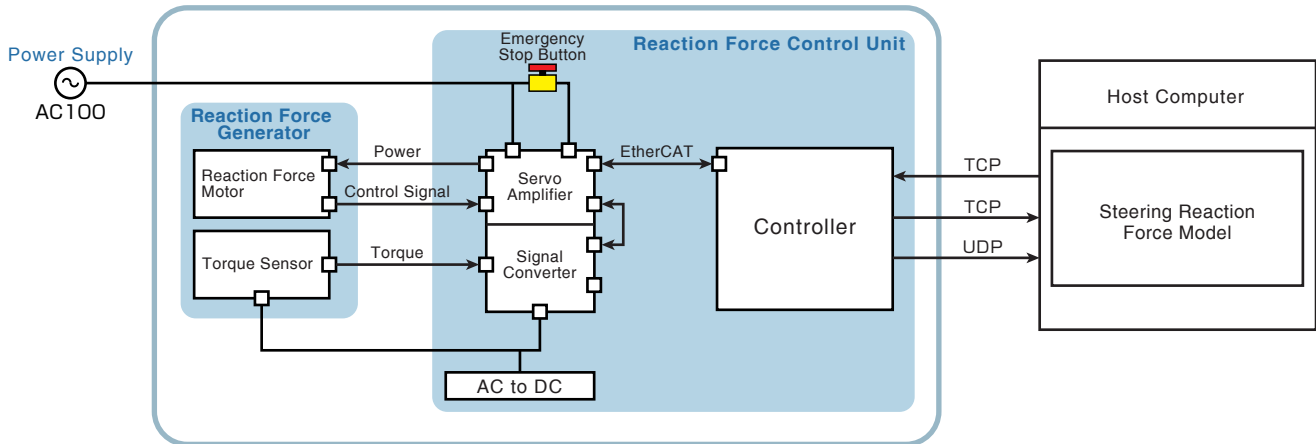 Power Supply
AC100
Emergency
Stop Button
Reaction Force Control Unit
Reaction Force
Generator
Reaction Force
Motor
Power
Control Signal
Torque Sensor
Torque
Servo
Amplifier
Signal
Converter
EtherCAT
Controller
AC to DC
TCP
TCP
UDP
Host Computer
Steering Reaction
Force Model